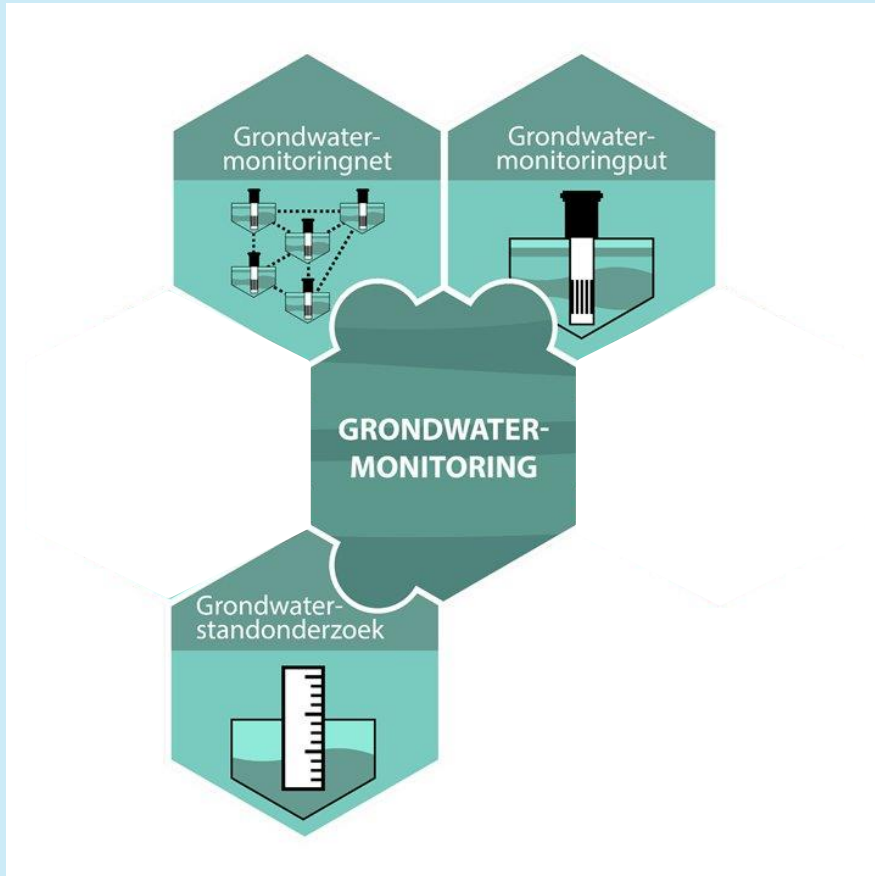 Grondwater-
monitoringnet
Grondwater-
monitoringput
GRONDWATER-
MONITORING
Grondwater-
standonderzoek